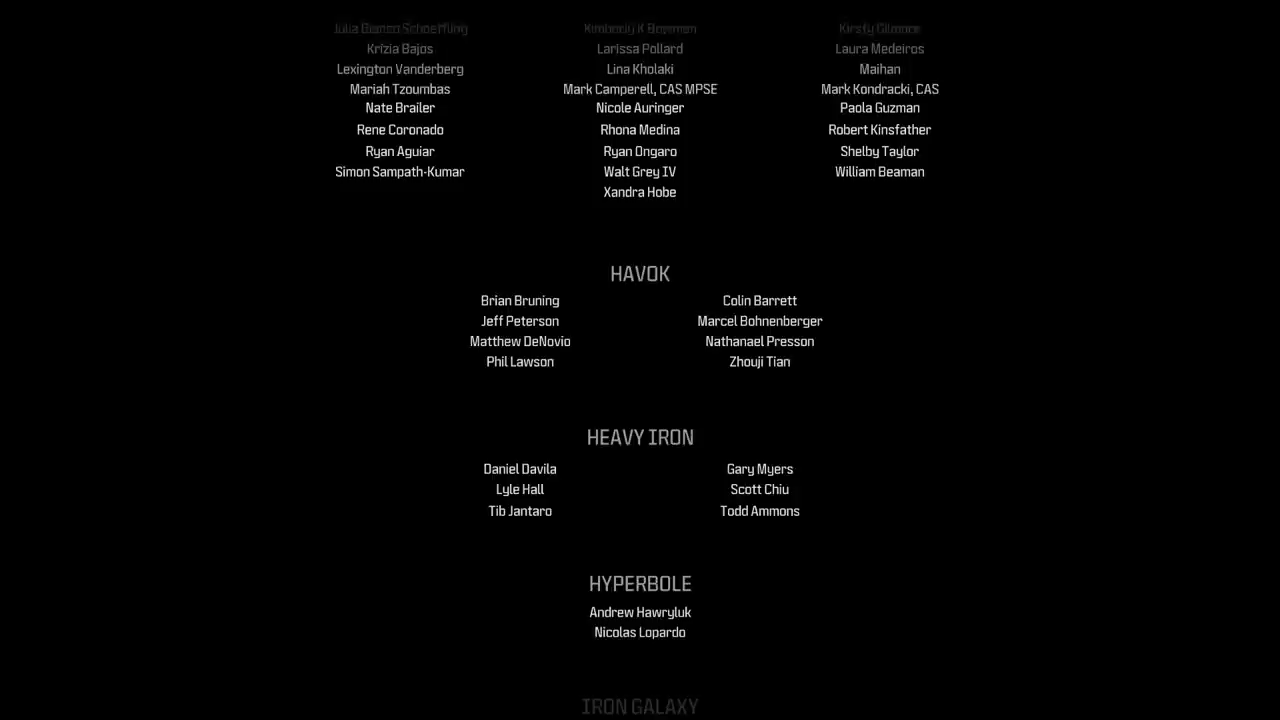 Kimberly K Bowman
Krizia Bajos Larissa Pollard Laura Medeiros
Lexington Vanderberg Lina Kholaki Maihan
Mariah Tzoumbas Mark Camperell, CAS MPSE Mark Kondracki, CAS
Nate Brailer Nicole Auringer Paola Guzman
Rene Coronado Rhona Medina Robert Kinsfather
Ryan Aguiar Ryan Ongaro Shelby Taylor
Simon Sampath-Kumar Walt Grey IV William Beaman
Xandra Hobe
HAVOK
Brian Bruning Colin Barrett
Jeff Peterson Marcel Bohnenberger
Matthew DeNovio Nathanael Presson
Phil Lawson Zhouji Tian
HEAVY IRON
Daniel Davila Gary Myers
Lyle Hall Scott Chiu
Tib Jantaro Todd Ammons
HYPERBOLE
Andrew Hawryluk
Nicolas Lopardo
IRON GALAXY